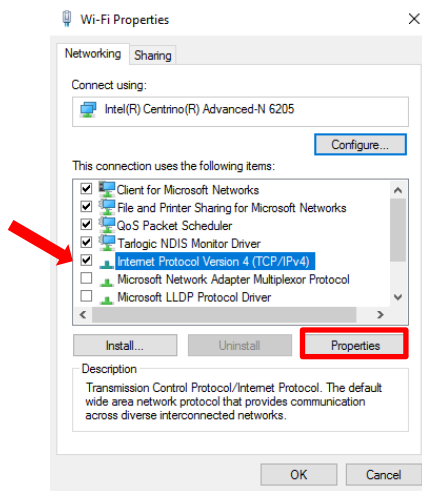 Wi-Fi Properties
Networking Sharing
Connect using:
Intel(R) Centrino(R) Advanced-N 6205
Configure...
This connection uses the following items:
Client for Microsoft Networks
File and Printer Sharing for Microsoft Networks
QoS Packet Scheduler
Tarlogic NDIS Monitor Driver
Internet Protocol Version 4 (TCP/IPv4)
Microsoft Network Adapter Multiplexor Protocol
Microsoft LLDP Protocol Driver
Install... Uninstall Properties
Description
Transmission Control Protocol/Internet Protocol. The default
wide area network protocol that provides communication
across diverse interconnected networks.
OK Cancel